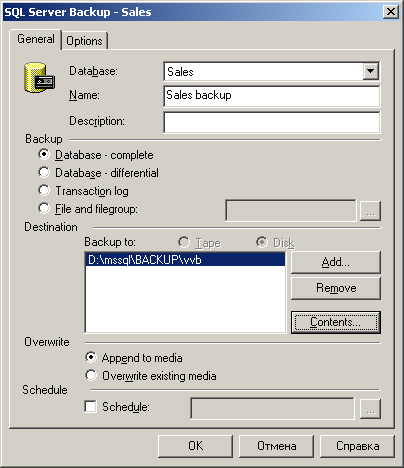 SQL Server Backup - Sales
General Options
Database: Sales
Name: Sales backup
Description:
Backup
Database - complete
Database - differential
Transaction log
File and filegroup: ...
Destination
Backup to: Tape Disk
D:\mssql\BACKUP\vvb
Add...
Remove
Contents...
Overwrite
Append to media
Overwrite existing media
Schedule
Schedule: ...
OK Отмена Справка